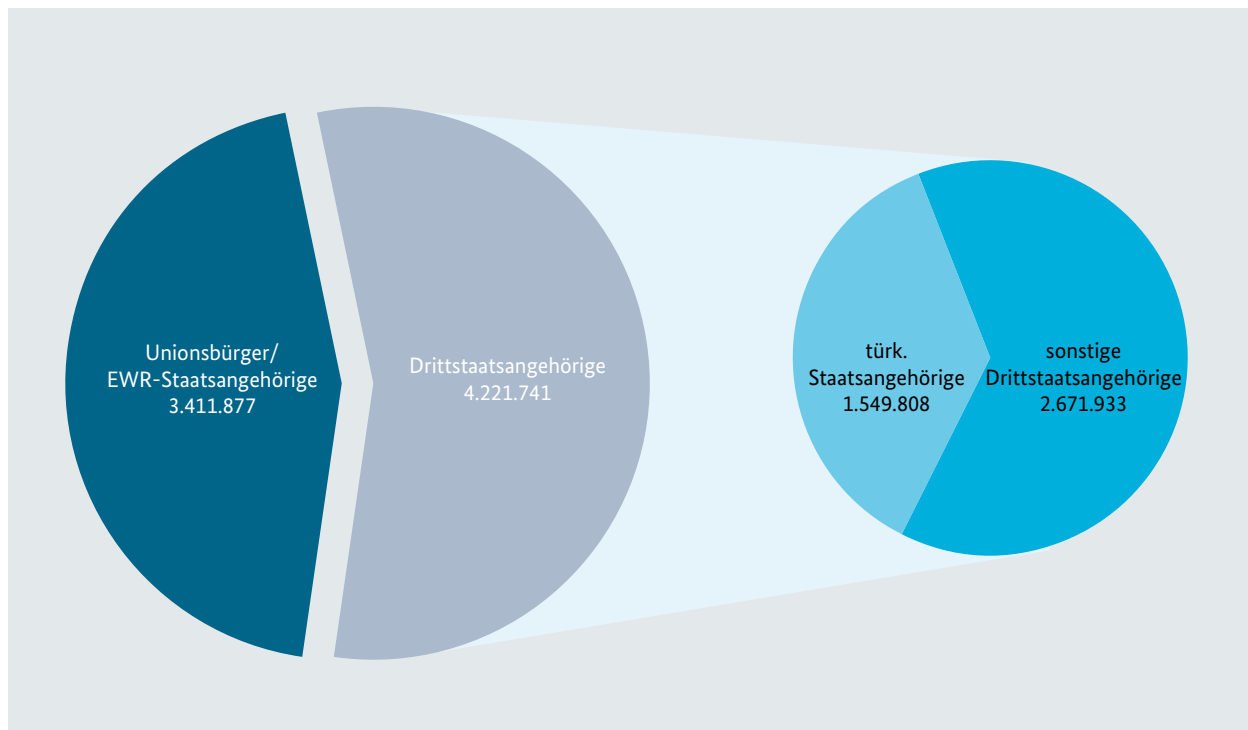 Unionsbürger/
EWR-Staatsangehörige
3.411.877
Drittstaatsangehörige
4.221.741
türk.
Staatsangehörige
1.549.808
sonstige
Drittstaatsangehörige
2.671.933